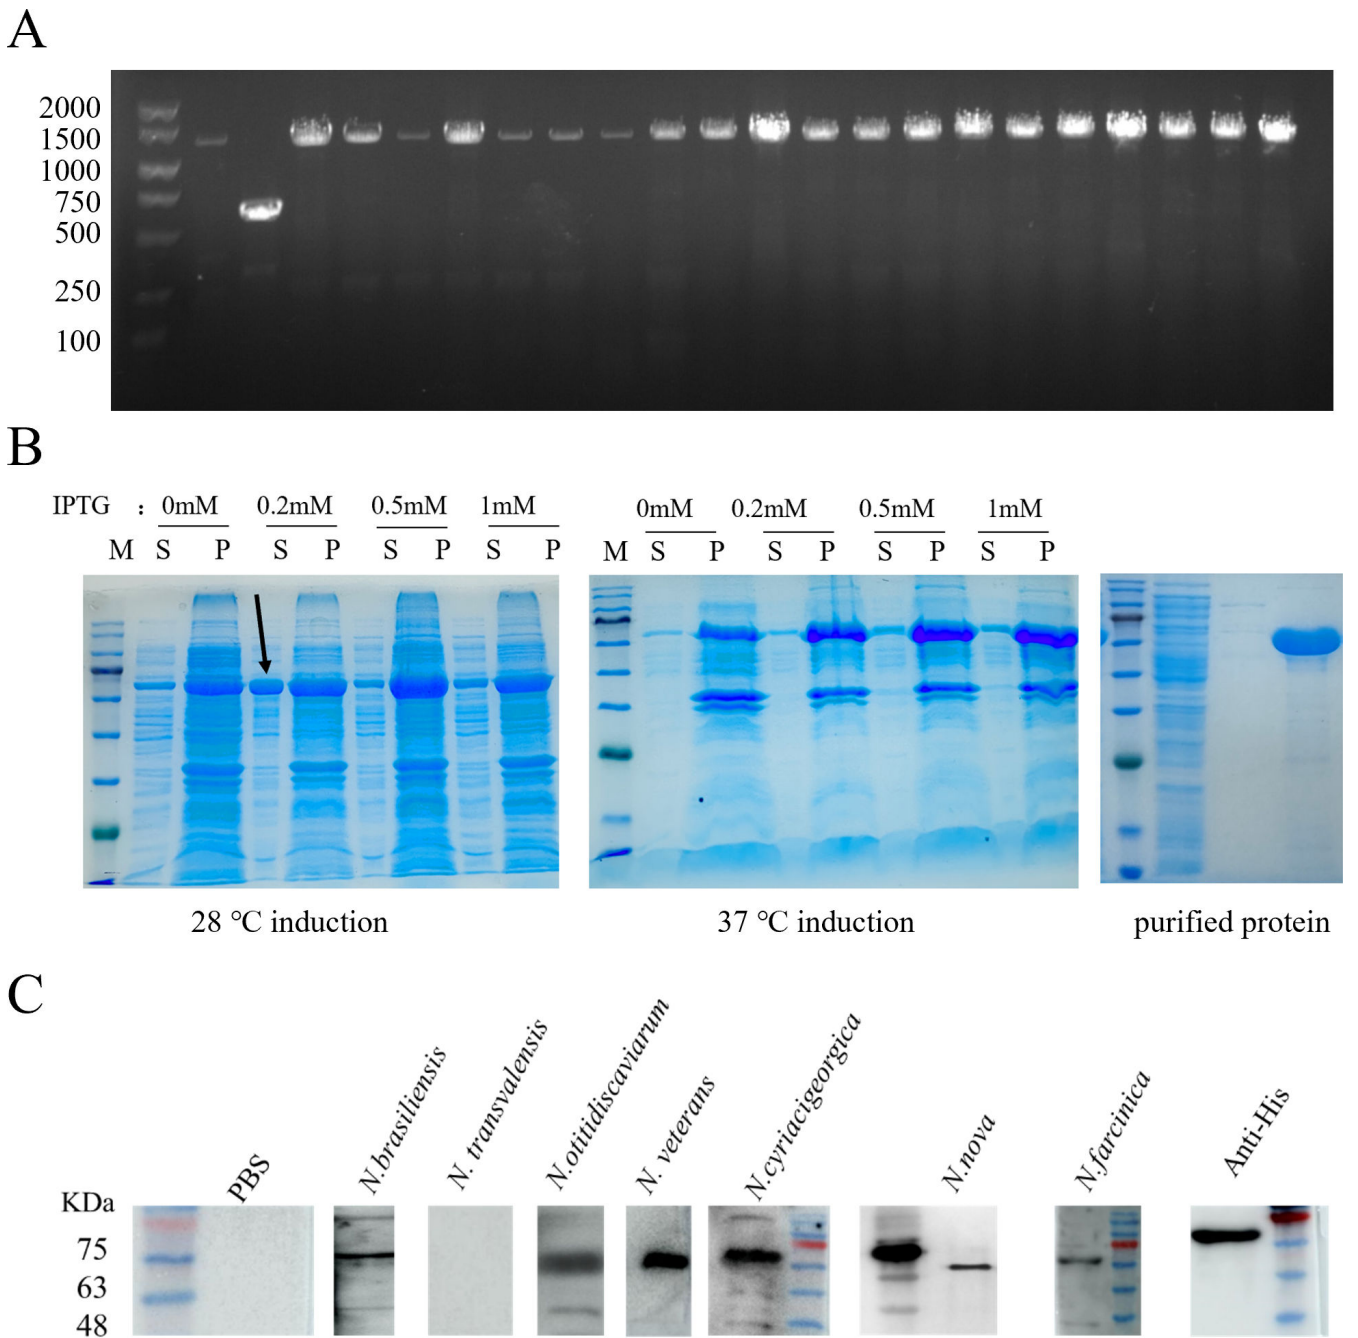 A
2000
1500
1000
750
500
250
100
B
IPTG : 0mM 0.2mM 0.5mM 1mM
0mM 0.2mM 0.5mM 1mM
M S P S P S P S P
M S P S P S P S P
28 ℃ induction
37 ℃ induction
purified protein
C
PBS
N.brasiliensis
N. transvalensis
N.otitidiscaviarum
N. veterans
N.cyriacigeorgica
N.nova
N.farcinica
Anti-His
KDa
75
63
48